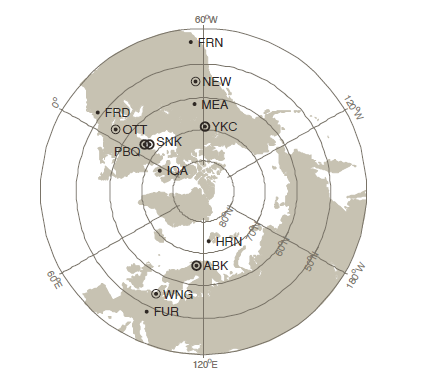 60°W
FRN
NEW
0°
MEA
120°W
FRD
OTT
YKC
SNK
PBQ
IQA
80°N
70°N
HRN
60°N
50°N
ABK
60°E
180°W
WNG
FUR
120°E